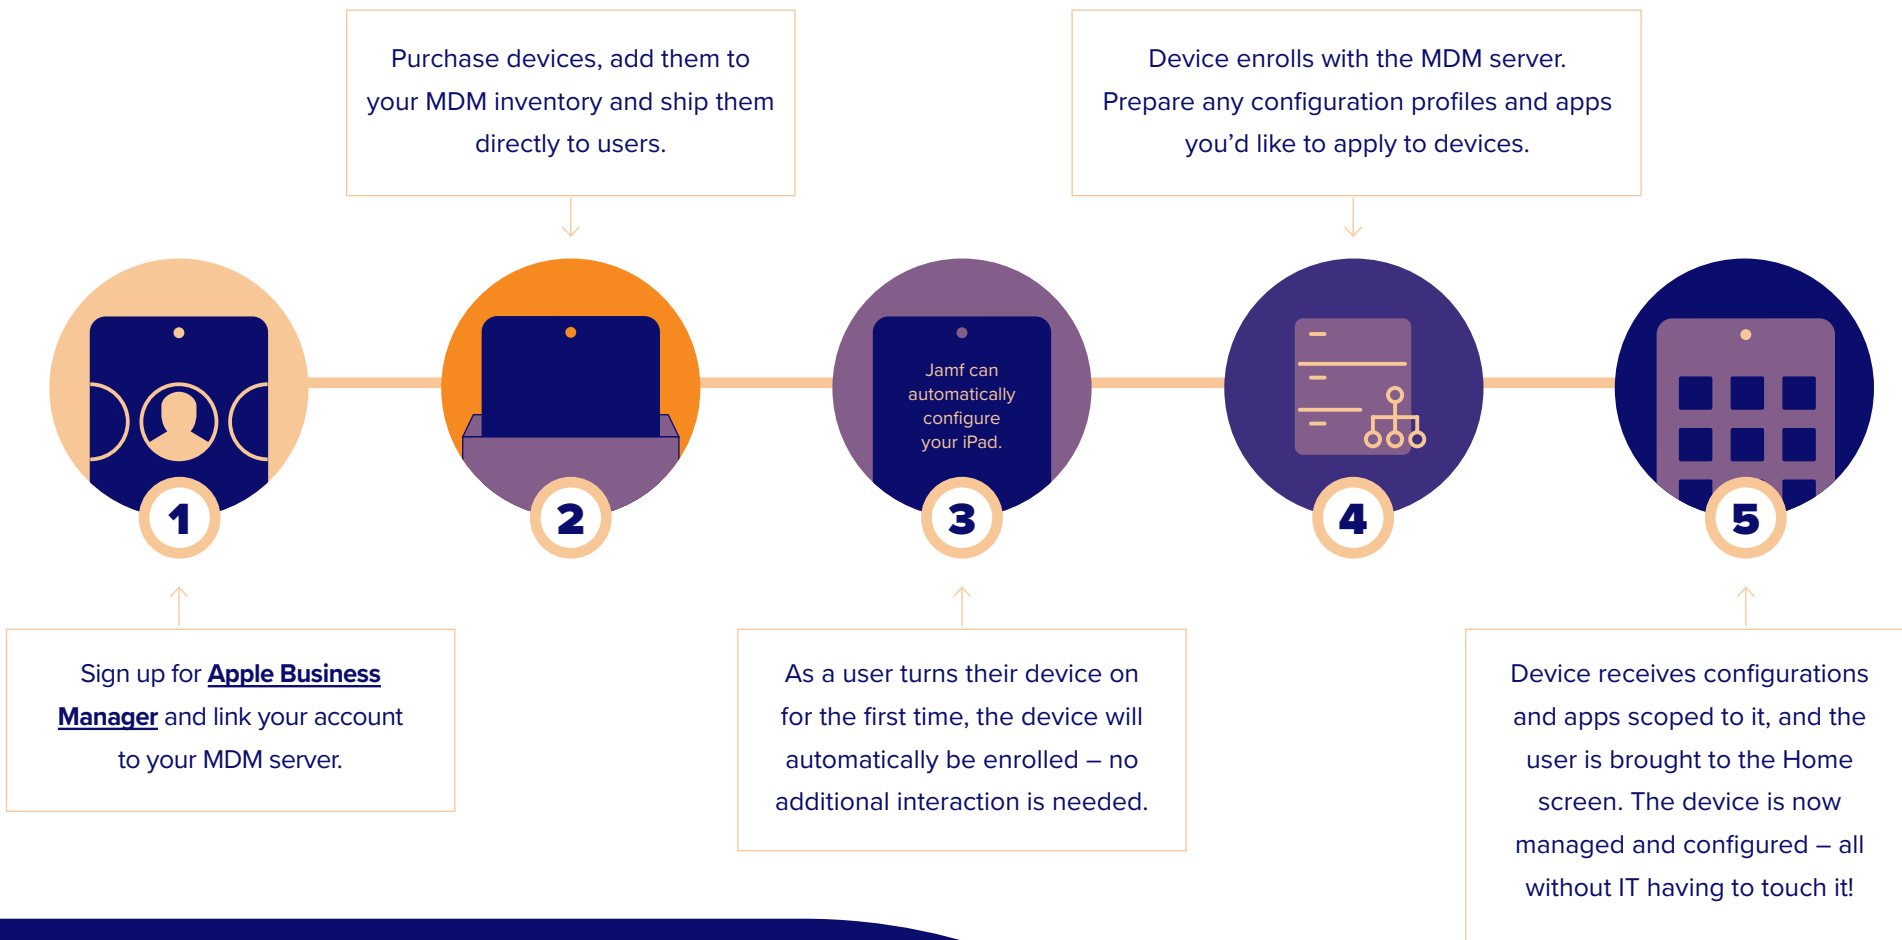 Purchase devices, add them to
your MDM inventory and ship them
directly to users.
Device enrolls with the MDM server.
Prepare any configuration profiles and apps
you’d like to apply to devices.
Jamf can
automatically
configure
your iPad.
1
2
3
4
5
Sign up for Apple Business
Manager and link your account
to your MDM server.
As a user turns their device on
for the first time, the device will
automatically be enrolled – no
additional interaction is needed.
Device receives configurations
and apps scoped to it, and the
user is brought to the Home
screen. The device is now
managed and configured – all
without IT having to touch it!